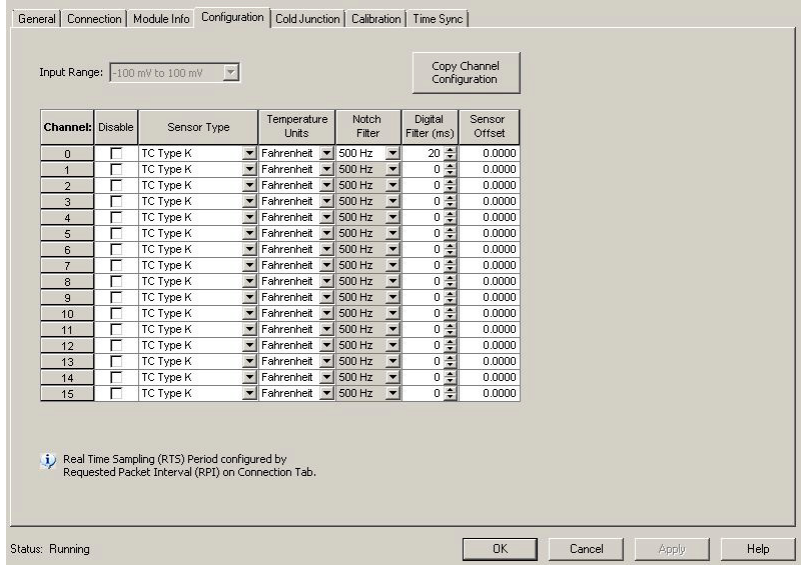 General Connection Module Info Configuration Cold Junction Calibration Time Sync
Input Range: -100 mV to 100 mV
Copy Channel
Configuration
Channel: Disable Sensor Type Temperature Units Notch Filter Digital Filter (ms) Sensor Offset
0 TC Type K Fahrenheit 500 Hz 20 0.0000
1 TC Type K Fahrenheit 500 Hz 0 0.0000
2 TC Type K Fahrenheit 500 Hz 0 0.0000
3 TC Type K Fahrenheit 500 Hz 0 0.0000
4 TC Type K Fahrenheit 500 Hz 0 0.0000
5 TC Type K Fahrenheit 500 Hz 0 0.0000
6 TC Type K Fahrenheit 500 Hz 0 0.0000
7 TC Type K Fahrenheit 500 Hz 0 0.0000
8 TC Type K Fahrenheit 500 Hz 0 0.0000
9 TC Type K Fahrenheit 500 Hz 0 0.0000
10 TC Type K Fahrenheit 500 Hz 0 0.0000
11 TC Type K Fahrenheit 500 Hz 0 0.0000
12 TC Type K Fahrenheit 500 Hz 0 0.0000
13 TC Type K Fahrenheit 500 Hz 0 0.0000
14 TC Type K Fahrenheit 500 Hz 0 0.0000
15 TC Type K Fahrenheit 500 Hz 0 0.0000
Real Time Sampling (RTS) Period configured by
Requested Packet Interval (RPI) on Connection Tab.
Status: Running OK Cancel Apply Help